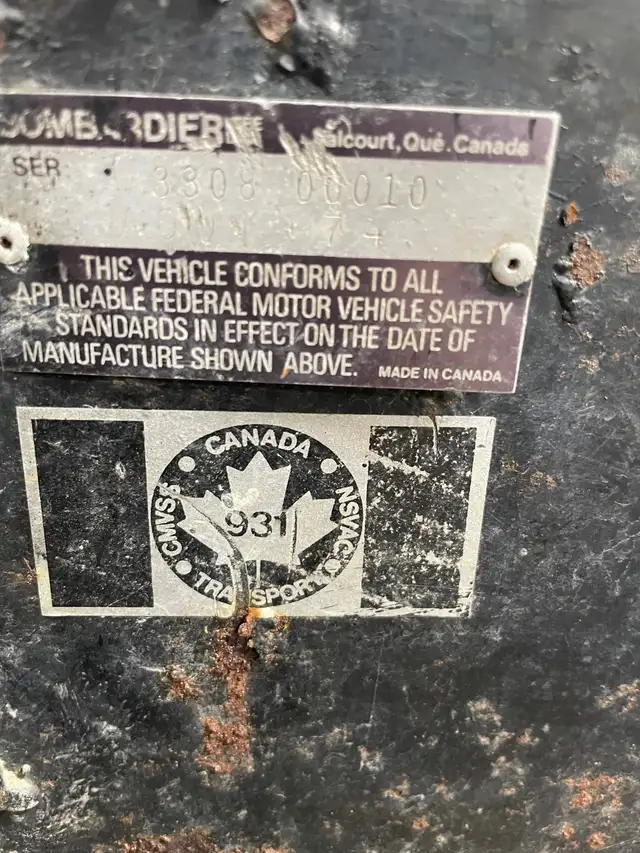 BOMBARDIER
Valcourt, Qué. Canada
SER
3308 00010
THIS VEHICLE CONFORMS TO ALL
APPLICABLE FEDERAL MOTOR VEHICLE SAFETY
STANDARDS IN EFFECT ON THE DATE OF
MANUFACTURE SHOWN ABOVE.
MADE IN CANADA
CANADA
CMVSS
931
NSVAC
TRANSPORT